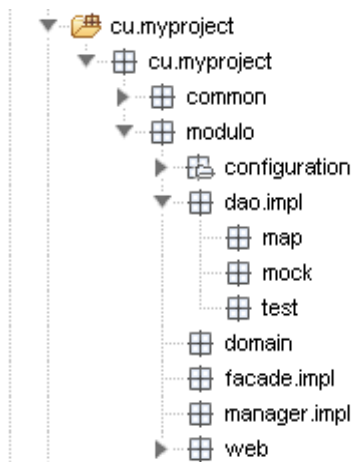 cu.myproject
cu.myproject
common
modulo
configuration
dao.impl
map
mock
test
domain
facade.impl
manager.impl
web